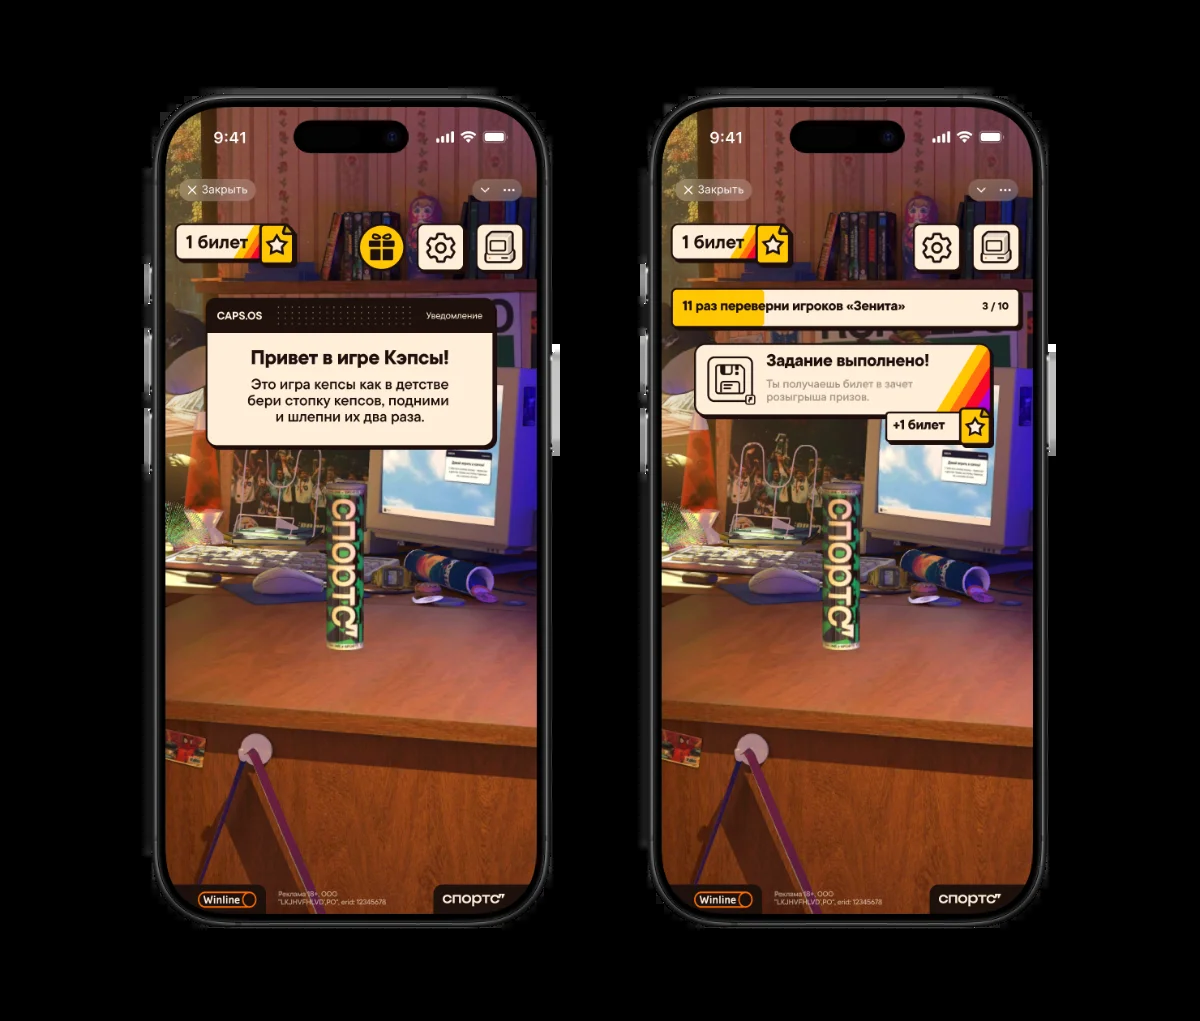 9:41
Закрыть
1 билет
CAPS.OS
Уведомление
Привет в игре Кэпсы!
Это игра кепсы как в детстве
бери стопку кепсов, подними
и шлепни их два раза.
СПОРТС"
Winline
Реклама 18+, ООО
"LKJHVFHLVD',PO", erid: 12345678
спортс"
9:41
Закрыть
1 билет
11 раз переверни игроков «Зенита»
3 / 10
Задание выполнено!
Ты получаешь билет в зачет
розыгрыша призов.
+1 билет
СПОРТС"
Winline
Реклама 18+, ООО
"LKJHVFHLVD',PO", erid: 12345678
спортс"